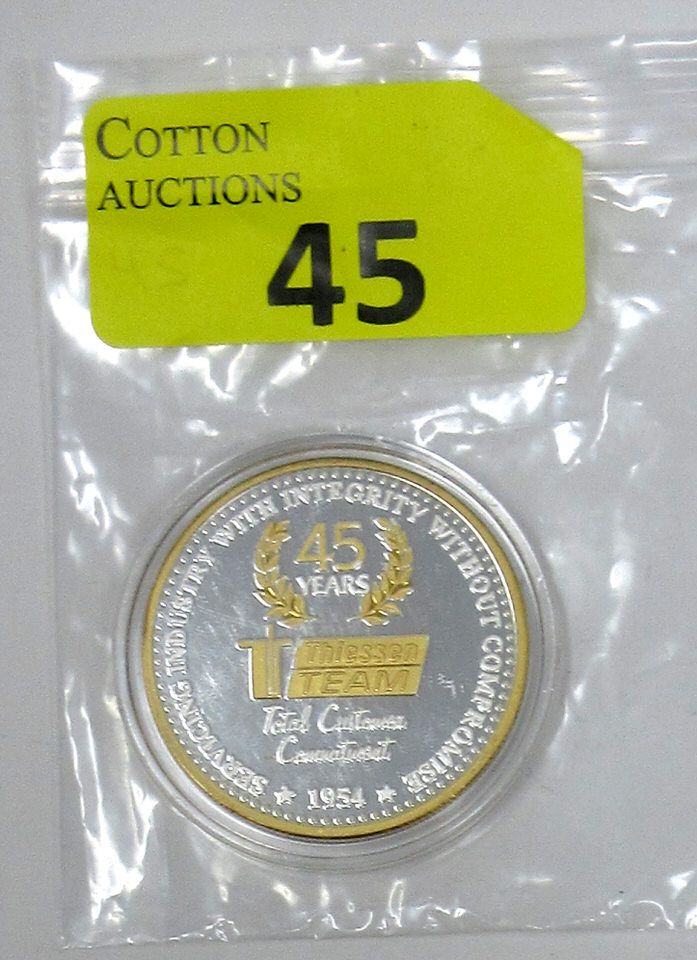 COTTON
AUCTIONS
45
SERVICING INDUSTRY WITH INTEGRITY WITHOUT COMPROMISE
45
YEARS
Thiessen
TEAM
Total Customer
Commitment
★ 1954 ★